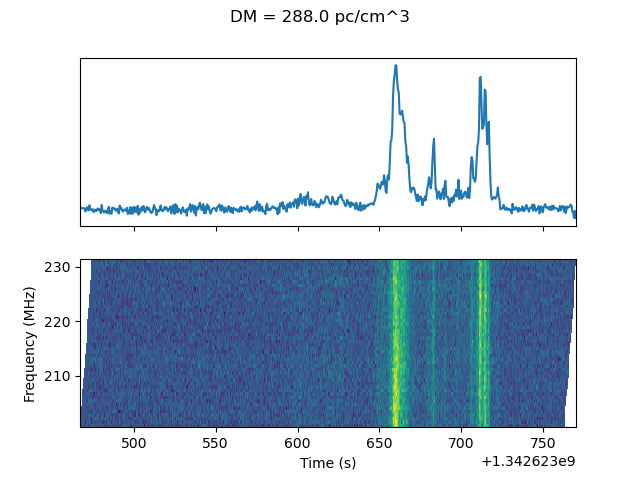 DM = 288.0 pc/cm^3
230
220
210
Frequency (MHz)
500 550 600 650 700 750
Time (s)
+1.342623e9